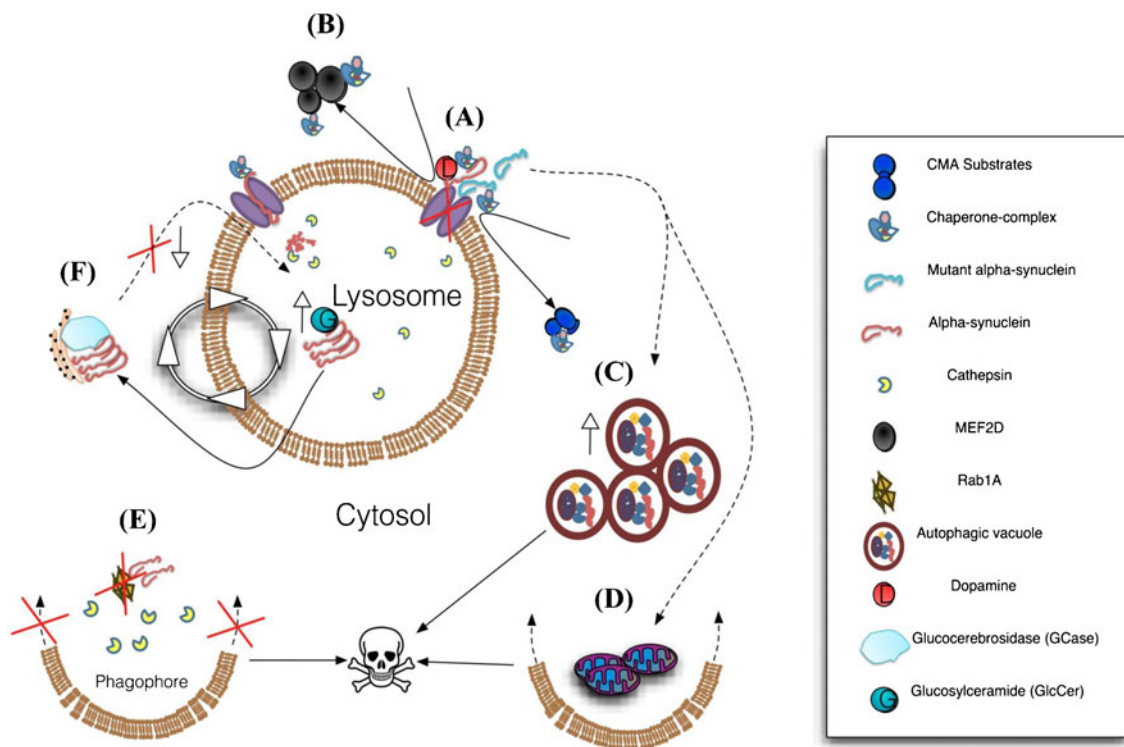 (B)
(A)
(F)
Lysosome
D
G
(C)
Cytosol
(E)
(D)
Phagophore
CMA Substrates
Chaperone-complex
Mutant alpha-synuclein
Alpha-synuclein
Cathepsin
MEF2D
Rab1A
Autophagic vacuole
D
Dopamine
Glucocerebrosidase (GCase)
G
Glucosylceramide (GlcCer)